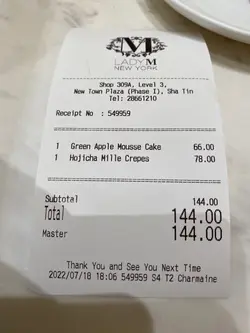 M
LADY M
NEW YORK
Shop 309A, Level 3,
New Town Plaza (Phase I), Sha Tin
Tel: 28661210
Receipt No : 549959
1 Green Apple Mousse Cake 66.00
1 Hojicha Mille Crepes 78.00
Subtotal 144.00
Total 144.00
Master 144.00
Thank You and See You Next Time
2022/07/18 18:06 549959 S4 T2 Charmaine